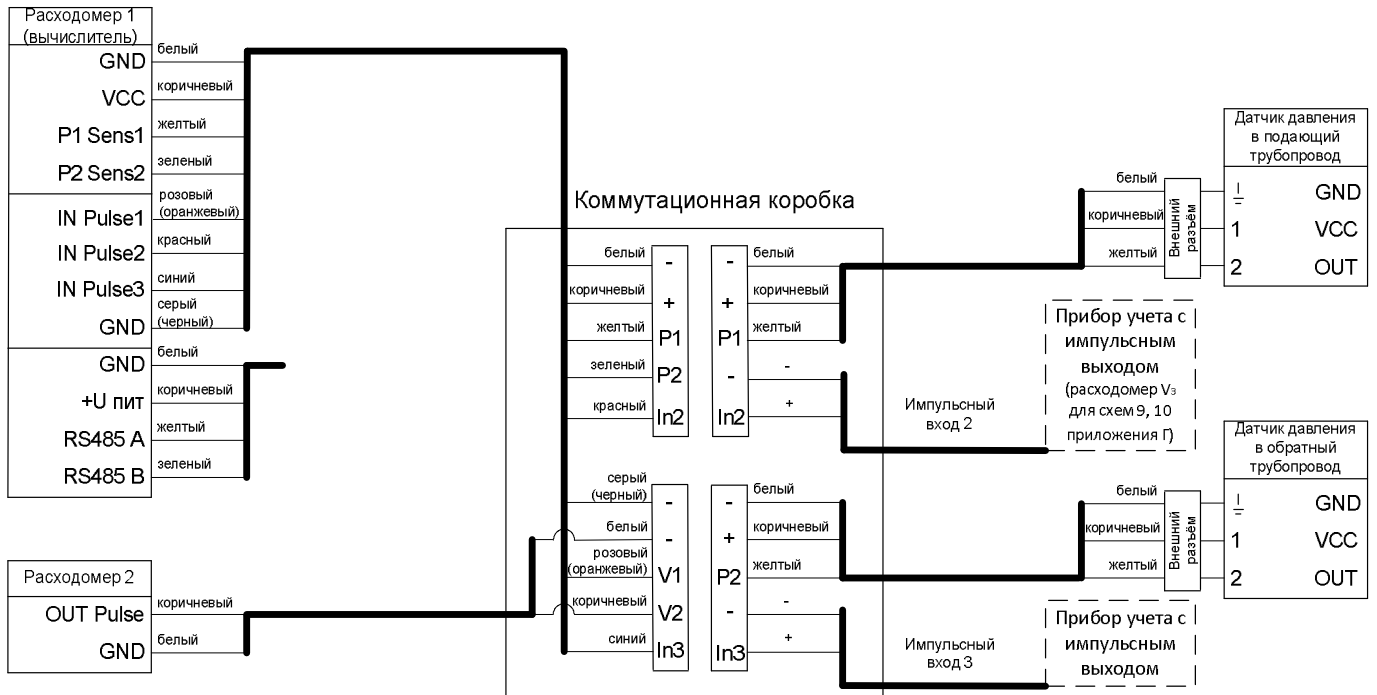 Расходомер 1
(вычислитель)
GND
белый
VCC
коричневый
P1 Sens1
желтый
P2 Sens2
зеленый
IN Pulse1
розовый
(оранжевый)
IN Pulse2
красный
IN Pulse3
синий
GND
серый
(черный)
GND
белый
+U пит
коричневый
RS485 A
желтый
RS485 B
зеленый
Расходомер 2
OUT Pulse
коричневый
GND
белый
Коммутационная коробка
белый
-
коричневый
+
желтый
P1
зеленый
P2
красный
In2
-
белый
+
коричневый
P1
желтый
-
-
In2
+
серый
(черный)
-
белый
-
розовый
(оранжевый)
V1
коричневый
V2
синий
In3
-
белый
+
коричневый
P2
желтый
-
-
In3
+
Импульсный
вход 2
Импульсный
вход 3
белый
коричневый
желтый
Внешний
разъём
Датчик давления
в подающий
трубопровод
GND
1
VCC
2
OUT
Прибор учета с
импульсным
выходом
(расходомер V₃
для схем 9, 10
приложения Г)
белый
коричневый
желтый
Внешний
разъём
Датчик давления
в обратный
трубопровод
GND
1
VCC
2
OUT
Прибор учета с
импульсным
выходом